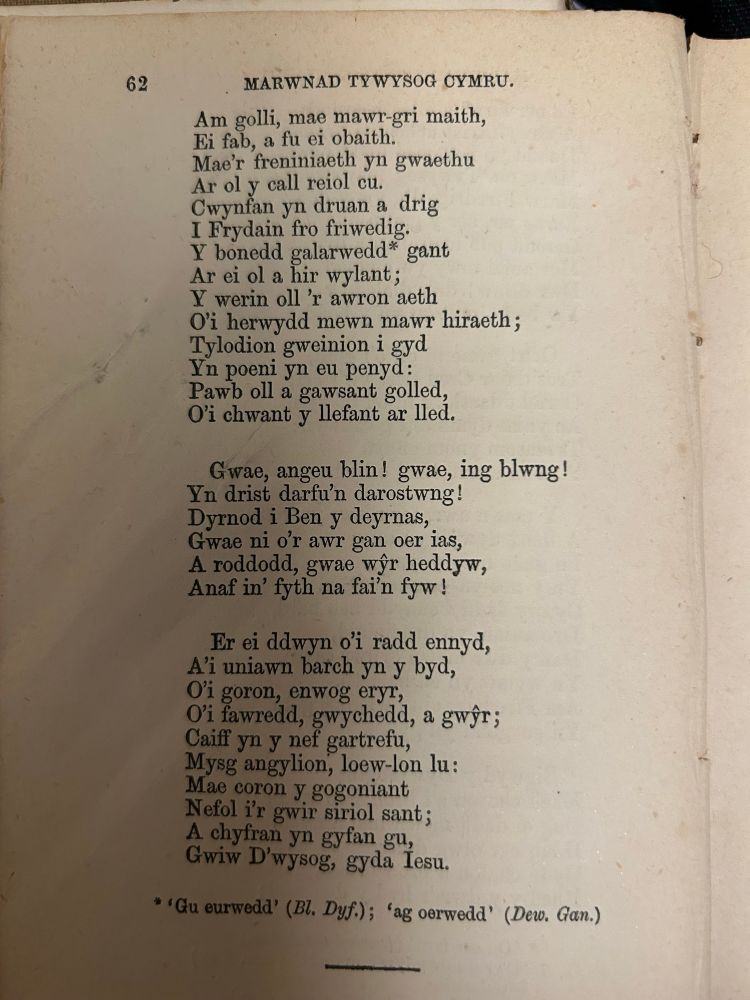 62 MARWNAD TYWYSOG CYMRU.
Am golli, mae mawr-gri maith,
Ei fab, a fu ei obaith.
Mae'r freniniaeth yn gwaethu
Ar ol y call reiol cu.
Cwynfan yn druan a drig
I Frydain fro friwedig.
Y bonedd galarwedd* gant
Ar ei ol a hir wylant;
Y werin oll 'r awron aeth
O'i herwydd mewn mawr hiraeth;
Tylodion gweinion i gyd
Yn poeni yn eu penyd:
Pawb oll a gawsant golled,
O'i chwant y llefant ar lled.
Gwae, angeu blin! gwae, ing blwng!
Yn drist darfu'n darostwng!
Dyrnod i Ben y deyrnas,
Gwae ni o'r awr gan oer ias,
A roddodd, gwae wŷr heddyw,
Anaf in' fyth na fai'n fyw!
Er ei ddwyn o'i radd ennyd,
A'i uniawn barch yn y byd,
O'i goron, enwog eryr,
O'i fawredd, gwychedd, a gwŷr;
Caiff yn y nef gartrefu,
Mysg angylion, loew-lon lu:
Mae coron y gogoniant
Nefol i'r gwir siriol sant;
A chyfran yn gyfan gu,
Gwiw D'wysog, gyda Iesu.
* 'Gu eurwedd' (Bl. Dyf.); 'ag oerwedd' (Dew. Gan.)